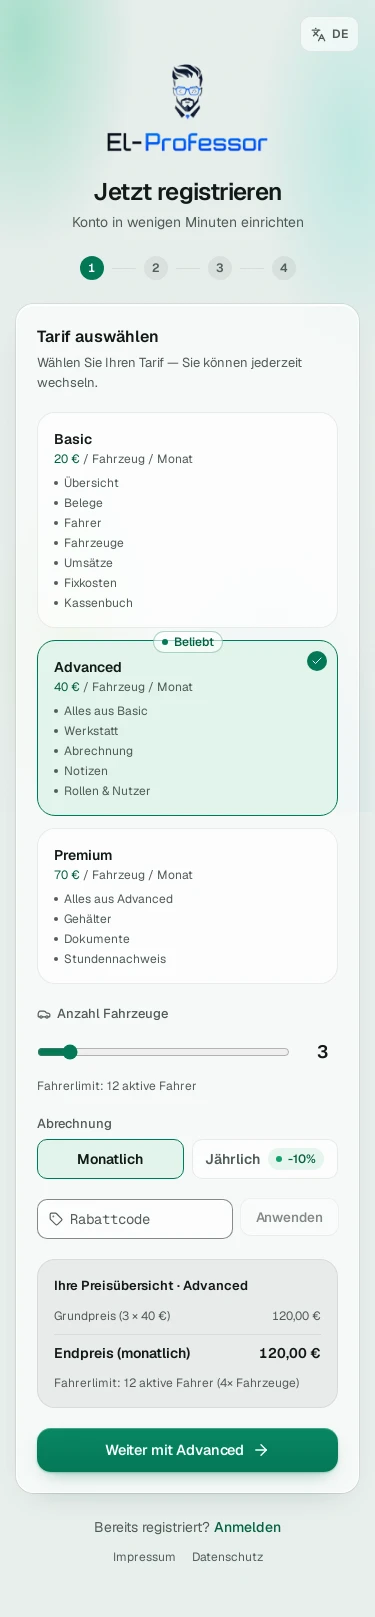 DE
El-Professor
Jetzt registrieren
Konto in wenigen Minuten einrichten
1 2 3 4
Tarif auswählen
Wählen Sie Ihren Tarif — Sie können jederzeit
wechseln.
Basic
20 € / Fahrzeug / Monat
• Übersicht
• Belege
• Fahrer
• Fahrzeuge
• Umsätze
• Fixkosten
• Kassenbuch
Beliebt
Advanced
40 € / Fahrzeug / Monat
• Alles aus Basic
• Werkstatt
• Abrechnung
• Notizen
• Rollen & Nutzer
Premium
70 € / Fahrzeug / Monat
• Alles aus Advanced
• Gehälter
• Dokumente
• Stundennachweis
Anzahl Fahrzeuge
3
Fahrerlimit: 12 aktive Fahrer
Abrechnung
Monatlich Jährlich -10%
Rabattcode Anwenden
Ihre Preisübersicht · Advanced
Grundpreis (3 × 40 €) 120,00 €
Endpreis (monatlich) 120,00 €
Fahrerlimit: 12 aktive Fahrer (4× Fahrzeuge)
Weiter mit Advanced →
Bereits registriert? Anmelden
Impressum Datenschutz